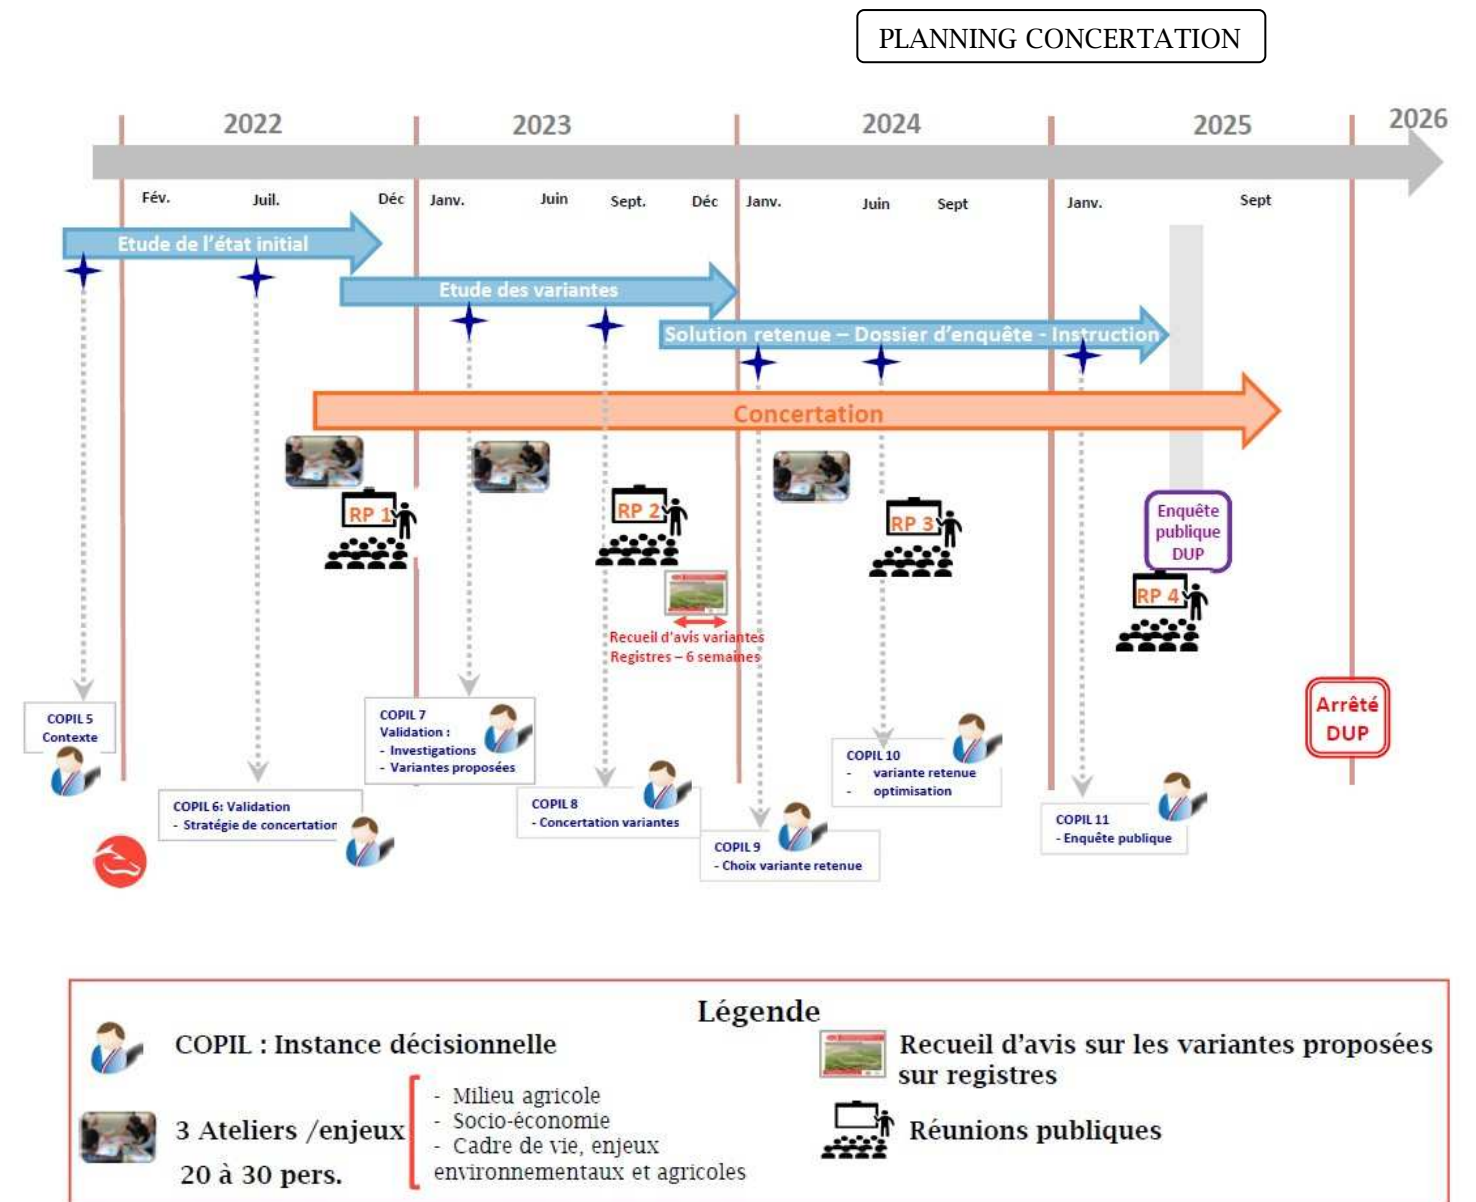 PLANNING CONCERTATION
2022
2023
2024
2025
2026
Fév.
Juil.
Déc
Janv.
Juin
Sept.
Déc
Janv.
Juin
Sept
Janv.
Sept
Etude de l'état initial
Etude des variantes
Solution retenue – Dossier d'enquête - Instruction
Concertation
RP 1
RP 2
RP 3
Enquête
publique
DUP
RP 4
Recueil d'avis variantes
Registres – 6 semaines
Arrêté
DUP
COPIL 5
Contexte
COPIL 6: Validation
- Stratégie de concertation
COPIL 7
Validation :
- Investigations
- Variantes proposées
COPIL 8
- Concertation variantes
COPIL 9
- Choix variante retenue
COPIL 10
- variante retenue
- optimisation
COPIL 11
- Enquête publique
Légende
COPIL : Instance décisionnelle
3 Ateliers /enjeux
20 à 30 pers.
- Milieu agricole
- Socio-économie
- Cadre de vie, enjeux
environnementaux et agricoles
Recueil d'avis sur les variantes proposées
sur registres
Réunions publiques